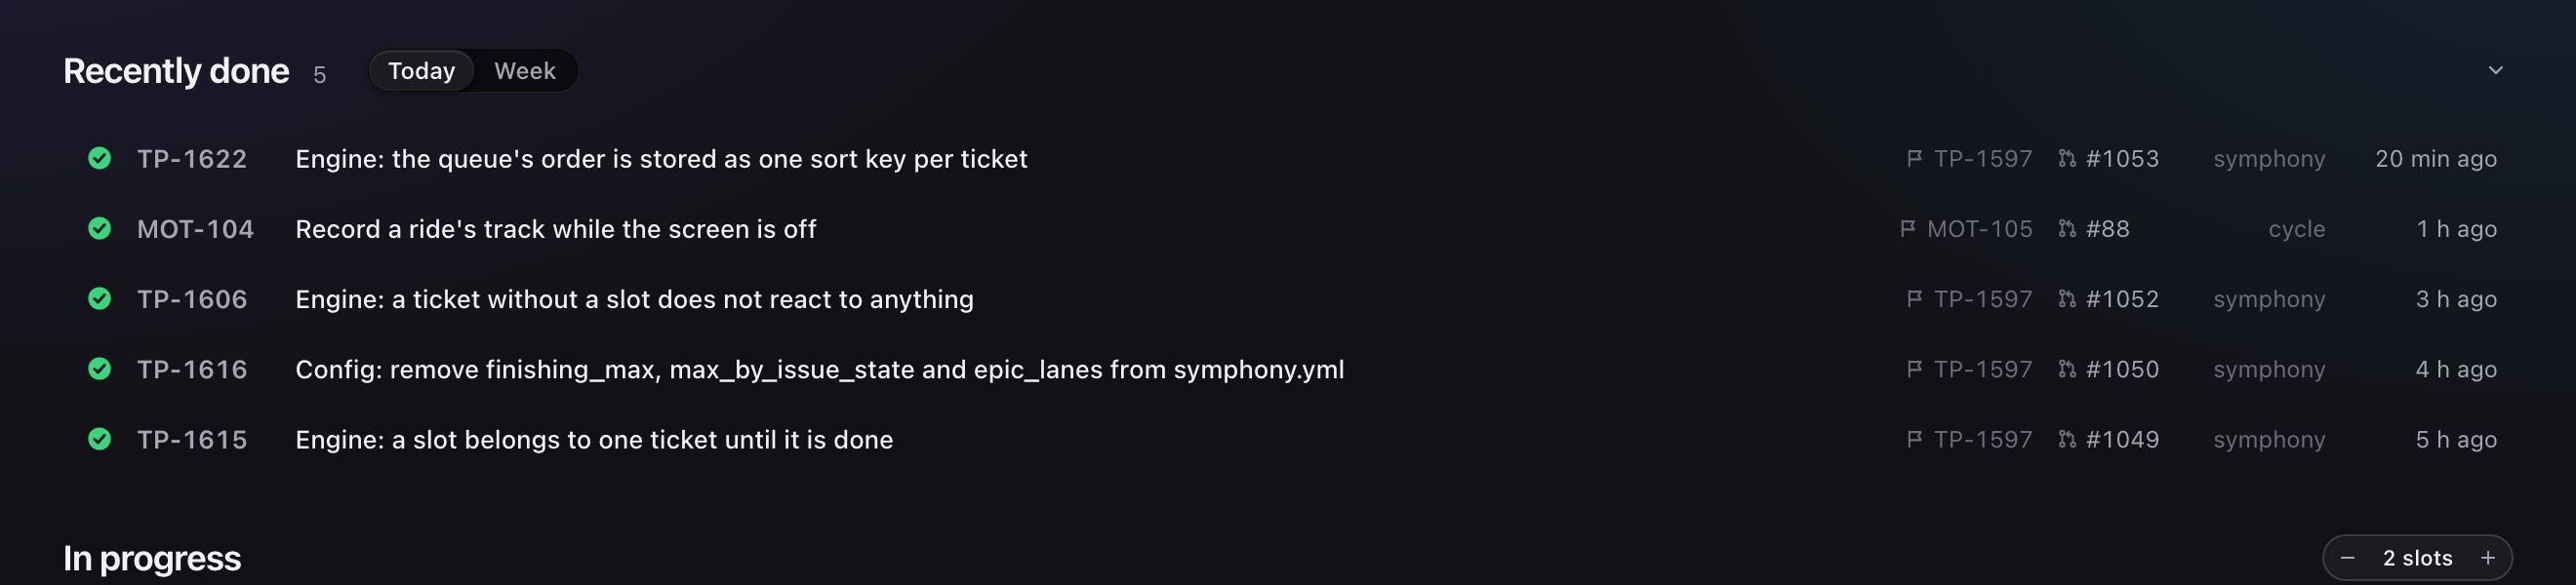 Recently done 5 Today Week
TP-1622 Engine: the queue's order is stored as one sort key per ticket TP-1597 #1053 symphony 20 min ago
MOT-104 Record a ride's track while the screen is off MOT-105 #88 cycle 1 h ago
TP-1606 Engine: a ticket without a slot does not react to anything TP-1597 #1052 symphony 3 h ago
TP-1616 Config: remove finishing_max, max_by_issue_state and epic_lanes from symphony.yml TP-1597 #1050 symphony 4 h ago
TP-1615 Engine: a slot belongs to one ticket until it is done TP-1597 #1049 symphony 5 h ago
In progress − 2 slots +